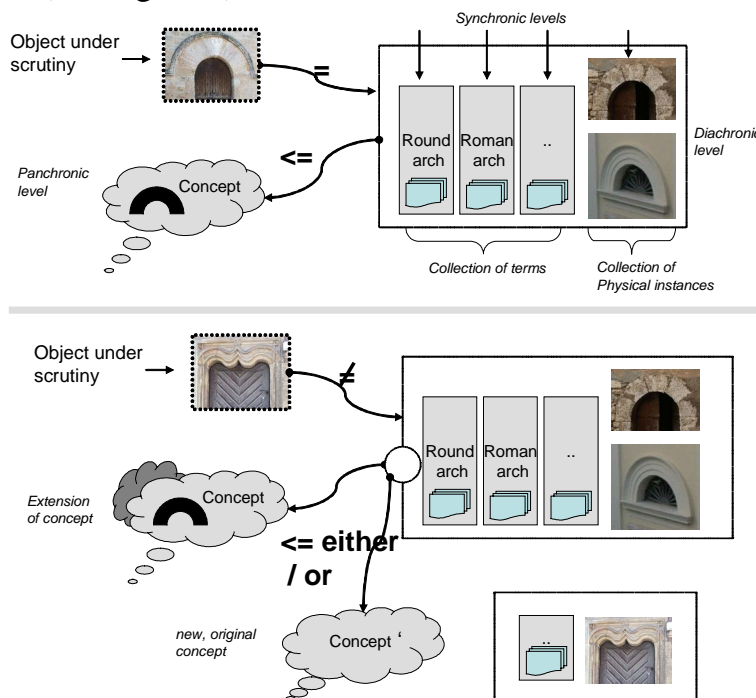 Synchronic levels
Object under
scrutiny
=
Round
arch
Roman
arch
..
Diachronic
level
<=
Panchronic
level
Concept
Collection of terms
Collection of
Physical instances
Object under
scrutiny
≠
Round
arch
Roman
arch
..
Extension
of concept
Concept
<= either
/ or
new, original
concept
Concept ‘
..